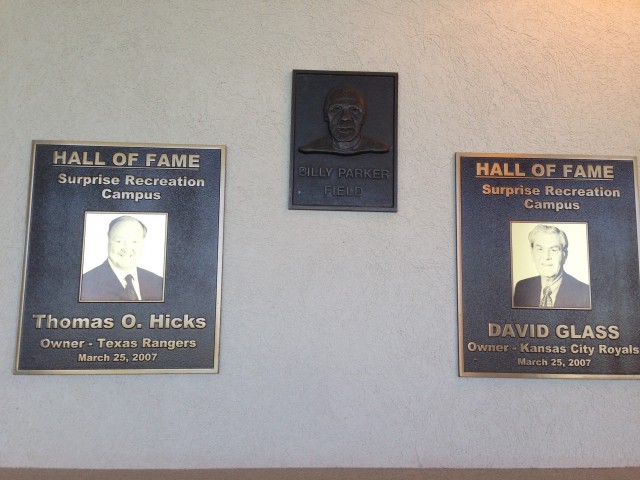 HALL OF FAME
Surprise Recreation
Campus
Thomas O. Hicks
Owner - Texas Rangers
March 25, 2007
BILLY PARKER
FIELD
HALL OF FAME
Surprise Recreation
Campus
DAVID GLASS
Owner - Kansas City Royals
March 25, 2007